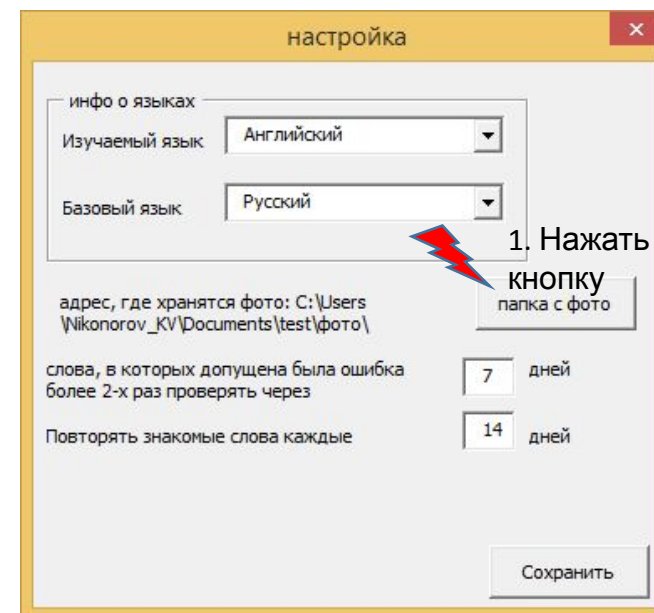 настройка
инфо о языках
Изучаемый язык
Английский
Базовый язык
Русский
1. Нажать
кнопку
адрес, где хранятся фото: C:\Users
\Nikonorov_KV\Documents\test\фото\
папка с фото
слова, в которых допущена была ошибка
более 2-х раз проверять через
7 дней
Повторять знакомые слова каждые
14 дней
Сохранить